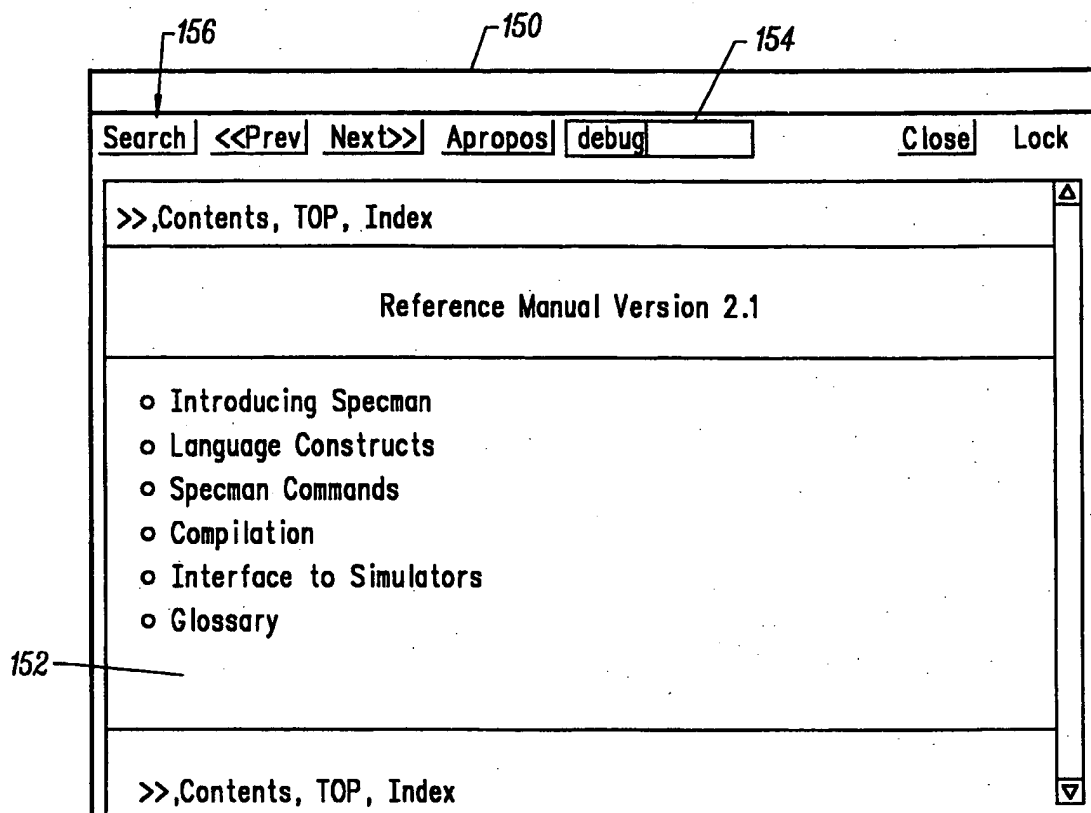 156 150 154
Search <<Prev Next>> Apropos debug Close Lock
>>,Contents, TOP, Index
Reference Manual Version 2.1
o Introducing Specman
o Language Constructs
o Specman Commands
o Compilation
o Interface to Simulators
o Glossary
152
>>,Contents, TOP, Index